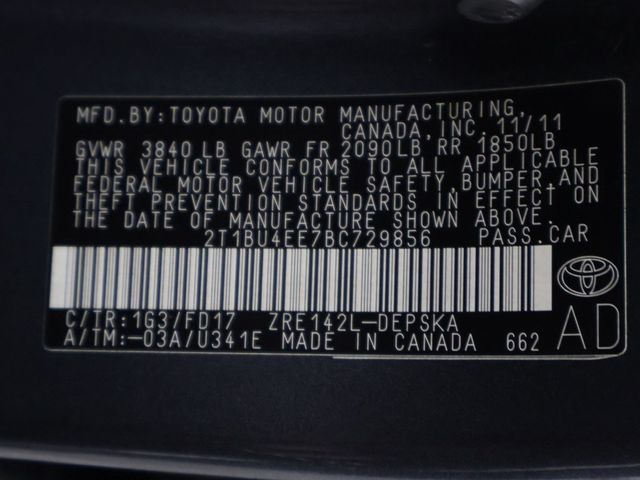 MFD.BY:TOYOTA MOTOR MANUFACTURING,
CANADA,INC.11/11
GVWR 3840 LB GAWR FR 2090LB RR 1850LB
THIS VEHICLE CONFORMS TO ALL APPLICABLE
FEDERAL MOTOR VEHICLE SAFETY,BUMPER,AND
THEFT PREVENTION STANDARDS IN EFFECT ON
THE DATE OF MANUFACTURE SHOWN ABOVE.
2T1BU4EE7BC729856 PASS.CAR
C/TR:1G3/FD17 ZRE142L-DEPSKA
A/TM:-03A/U341E MADE IN CANADA 662
AD